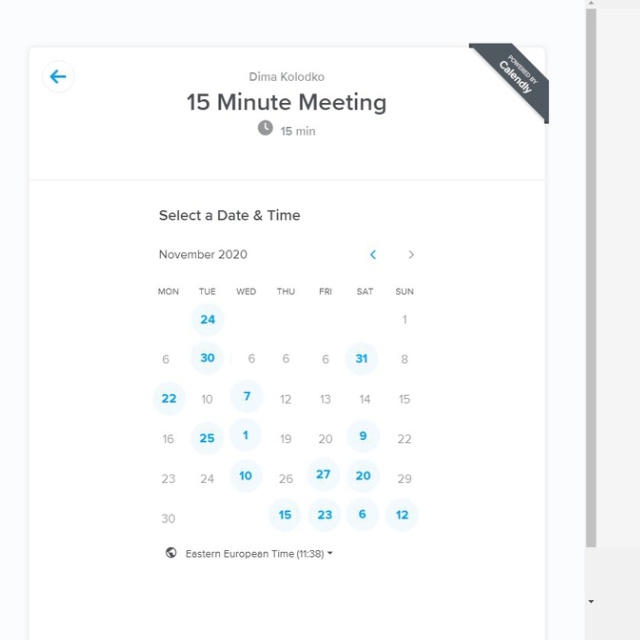 Dima Kolodko
POWERED BY
Calendly
15 Minute Meeting
15 min
Select a Date & Time
November 2020
MON TUE WED THU FRI SAT SUN
24 1
6 30 6 6 6 31 8
22 10 7 12 13 14 15
16 25 1 19 20 9 22
23 24 10 26 27 20 29
30 15 23 6 12
Eastern European Time (11:38)